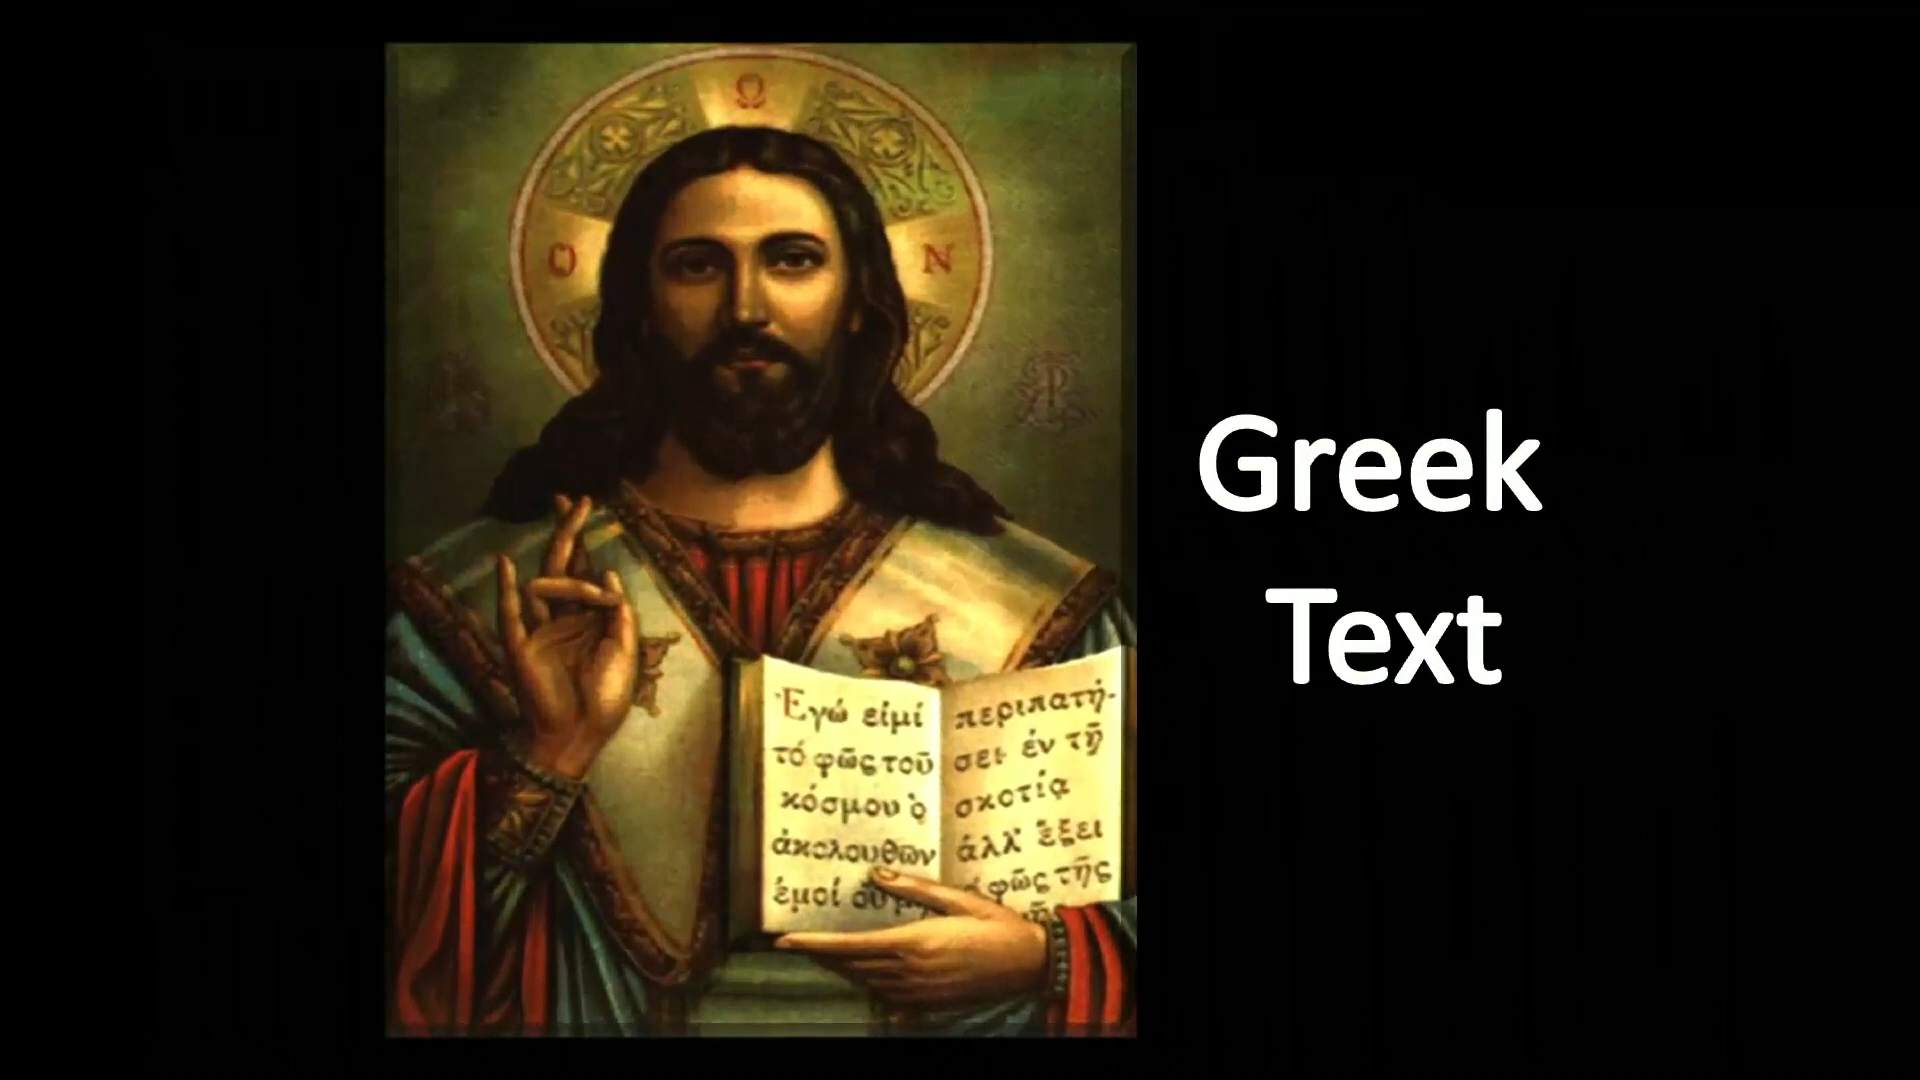 Ω
Ο Ν
Ἐγώ εἰμί
τό φῶς τοῦ
κόσμου ὁ
ἀκολουθῶν
ἐμοί οὐ
περιπατή-
σει ἐν τῇ
σκοτίᾳ
ἀλλ' ἕξει
φῶς τῆς
Greek
Text